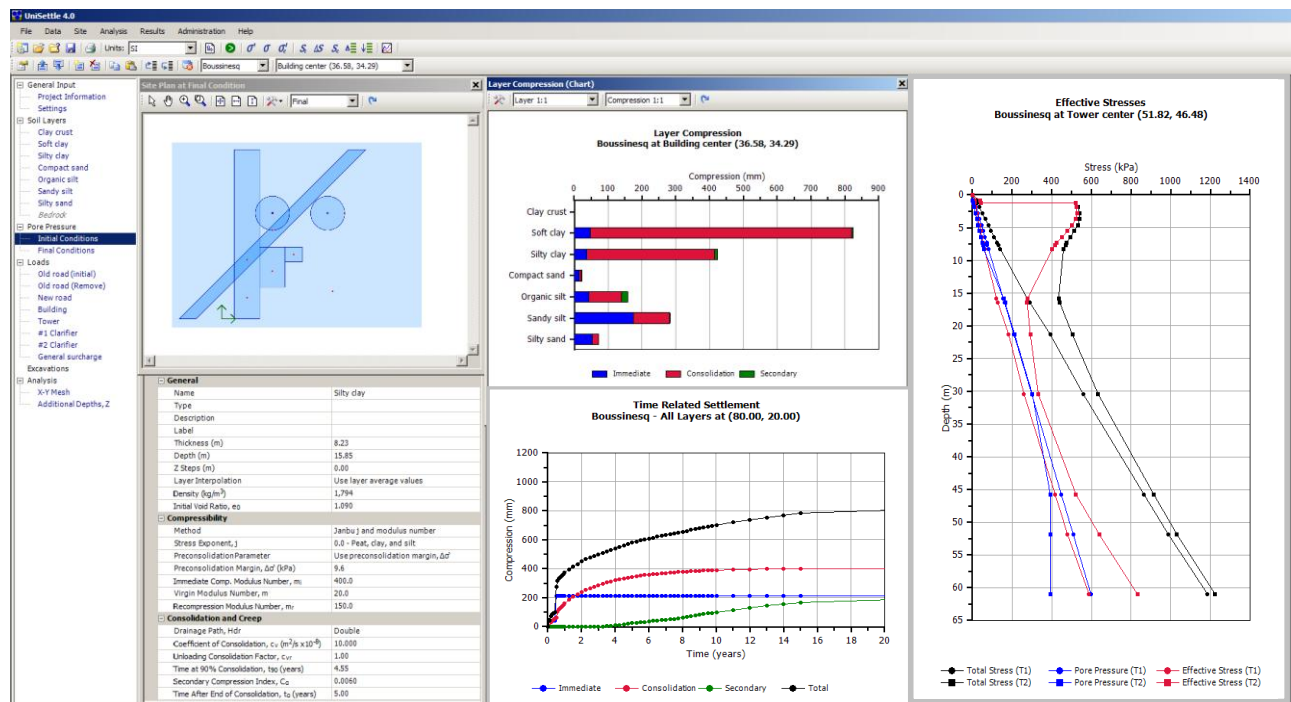 UniSettle 4.0
File Data Site Analysis Results Administration Help
Units: SI
Boussinesq Building center (36.58, 34.29)
General Input
Project Information
Settings
Soil Layers
Clay crust
Soft clay
Silty clay
Compact sand
Organic silt
Sandy silt
Silty sand
Bedrock
Pore Pressure
Initial Conditions
Final Conditions
Loads
Old road (initial)
Old road (Remove)
New road
Building
Tower
#1 Clarifier
#2 Clarifier
General surcharge
Excavations
Analysis
X-Y Mesh
Additional Depths, Z
Site Plan at Final Condition
Final
General
Name Silty clay
Type
Description
Label
Thickness (m) 8.23
Depth (m) 15.85
Z Steps (m) 0.00
Layer Interpolation Use layer average values
Density (kg/m³) 1,794
Initial Void Ratio, e₀ 1.090
Compressibility
Method Janbu j and modulus number
Stress Exponent, j 0.0 - Peat, clay, and silt
Preconsolidation Parameter Use preconsolidation margin, Δσ'
Preconsolidation Margin, Δσ' (kPa) 9.6
Immediate Comp. Modulus Number, mᵢ 400.0
Virgin Modulus Number, m 20.0
Recompression Modulus Number, mᵣ 150.0
Consolidation and Creep
Drainage Path, Hdr Double
Coefficient of Consolidation, cᵥ (m²/s x10⁻⁸) 10.000
Unloading Consolidation Factor, cᵥᵣ 1.00
Time at 90% Consolidation, t₉₀ (years) 4.55
Secondary Compression Index, Cα 0.0060
Time After End of Consolidation, t₀ (years) 5.00
Layer Compression (Chart)
Layer 1:1 Compression 1:1
Layer Compression
Boussinesq at Building center (36.58, 34.29)
Compression (mm)
0 100 200 300 400 500 600 700 800 900
Clay crust
Soft clay
Silty clay
Compact sand
Organic silt
Sandy silt
Silty sand
Immediate Consolidation Secondary
Time Related Settlement
Boussinesq - All Layers at (80.00, 20.00)
Compression (mm)
1200
1000
800
600
400
200
0
0 1 2 3 4 5 6 7 8 9 10 11 12 13 14 15 16 18 20
Time (years)
Immediate Consolidation Secondary Total
Effective Stresses
Boussinesq at Tower center (51.82, 46.48)
Stress (kPa)
0 200 400 600 800 1000 1200 1400
Depth (m)
0
5
10
15
20
25
30
35
40
45
50
55
60
65
Total Stress (T1) Pore Pressure (T1) Effective Stress (T1)
Total Stress (T2) Pore Pressure (T2) Effective Stress (T2)